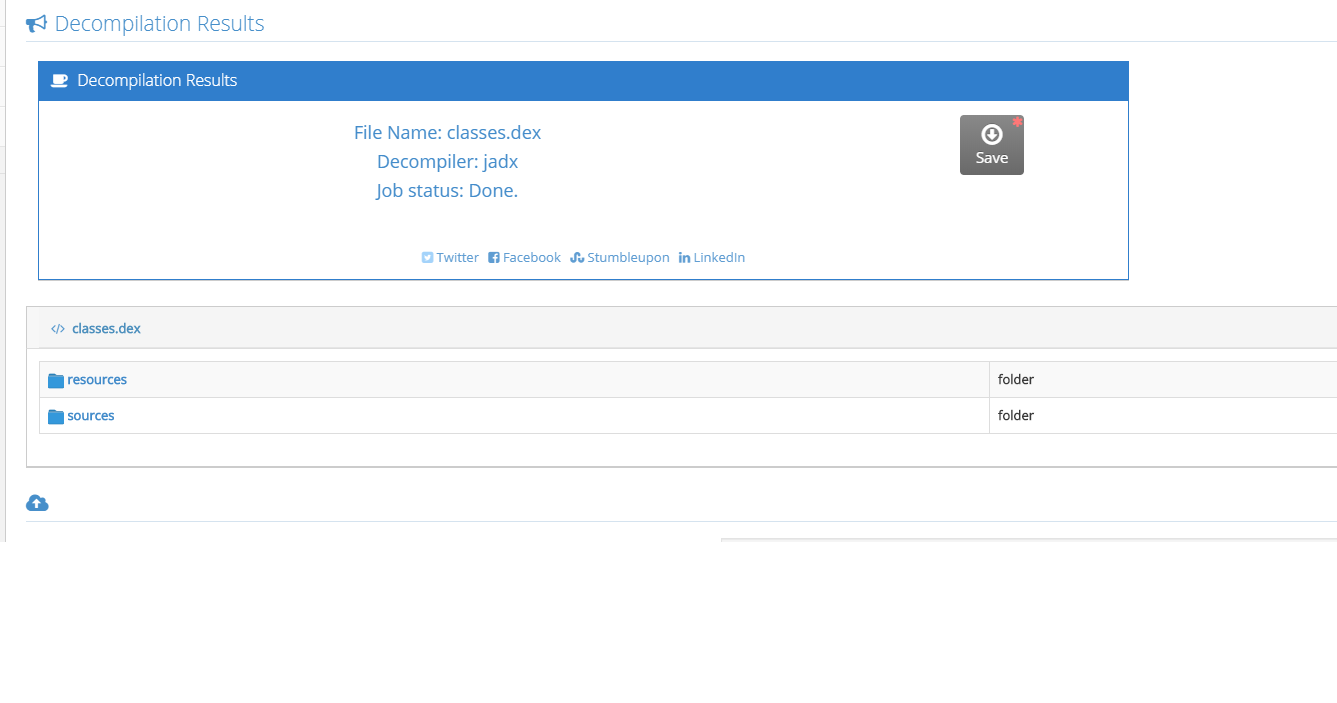 Decompilation Results
Decompilation Results
File Name: classes.dex
Decompiler: jadx
Job status: Done.
Save
Twitter Facebook Stumbleupon LinkedIn
classes.dex
resources folder
sources folder